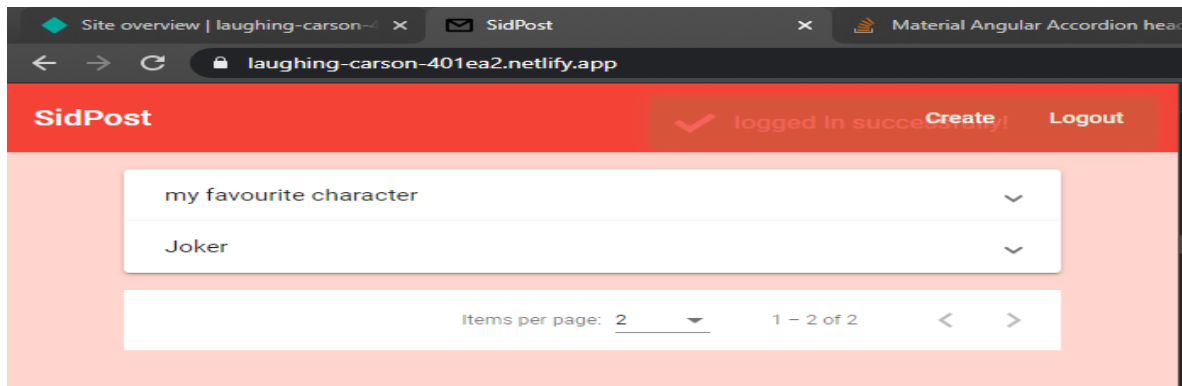 Site overview | laughing-carson-4
SidPost
Material Angular Accordion hea
laughing-carson-401ea2.netlify.app
SidPost
logged In successfully!
Create
Logout
my favourite character
Joker
Items per page: 2
1 – 2 of 2